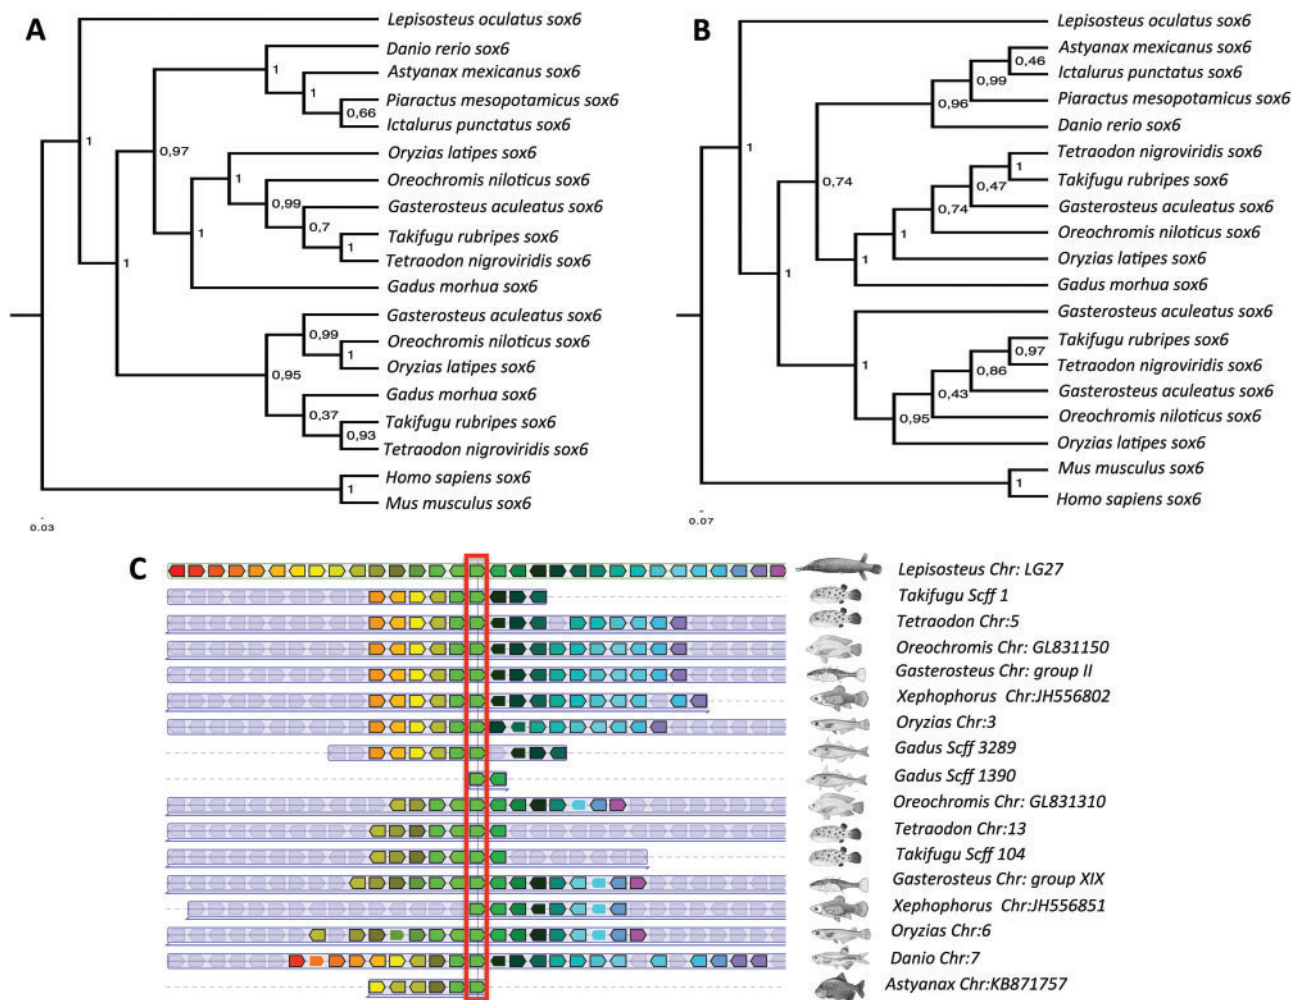 A
Lepisosteus oculatus sox6
Danio rerio sox6
Astyanax mexicanus sox6
Piaractus mesopotamicus sox6
Ictalurus punctatus sox6
Oryzias latipes sox6
Oreochromis niloticus sox6
Gasterosteus aculeatus sox6
Takifugu rubripes sox6
Tetraodon nigroviridis sox6
Gadus morhua sox6
Gasterosteus aculeatus sox6
Oreochromis niloticus sox6
Oryzias latipes sox6
Gadus morhua sox6
Takifugu rubripes sox6
Tetraodon nigroviridis sox6
Homo sapiens sox6
Mus musculus sox6
1
1
0,66
1
0,97
1
0,99
0,7
1
1
1
0,99
1
0,95
0,37
0,93
1
0.03
B
Lepisosteus oculatus sox6
Astyanax mexicanus sox6
Ictalurus punctatus sox6
Piaractus mesopotamicus sox6
Danio rerio sox6
Tetraodon nigroviridis sox6
Takifugu rubripes sox6
Gasterosteus aculeatus sox6
Oreochromis niloticus sox6
Oryzias latipes sox6
Gadus morhua sox6
Gasterosteus aculeatus sox6
Takifugu rubripes sox6
Tetraodon nigroviridis sox6
Gasterosteus aculeatus sox6
Oreochromis niloticus sox6
Oryzias latipes sox6
Mus musculus sox6
Homo sapiens sox6
0,46
0,99
0,96
1
0,74
1
0,47
0,74
1
1
1
0,97
0,86
1
0,43
0,95
1
0.07
C
Lepisosteus Chr: LG27
Takifugu Scff 1
Tetraodon Chr:5
Oreochromis Chr: GL831150
Gasterosteus Chr: group II
Xephophorus Chr:JH556802
Oryzias Chr:3
Gadus Scff 3289
Gadus Scff 1390
Oreochromis Chr: GL831310
Tetraodon Chr:13
Takifugu Scff 104
Gasterosteus Chr: group XIX
Xephophorus Chr:JH556851
Oryzias Chr:6
Danio Chr:7
Astyanax Chr:KB871757